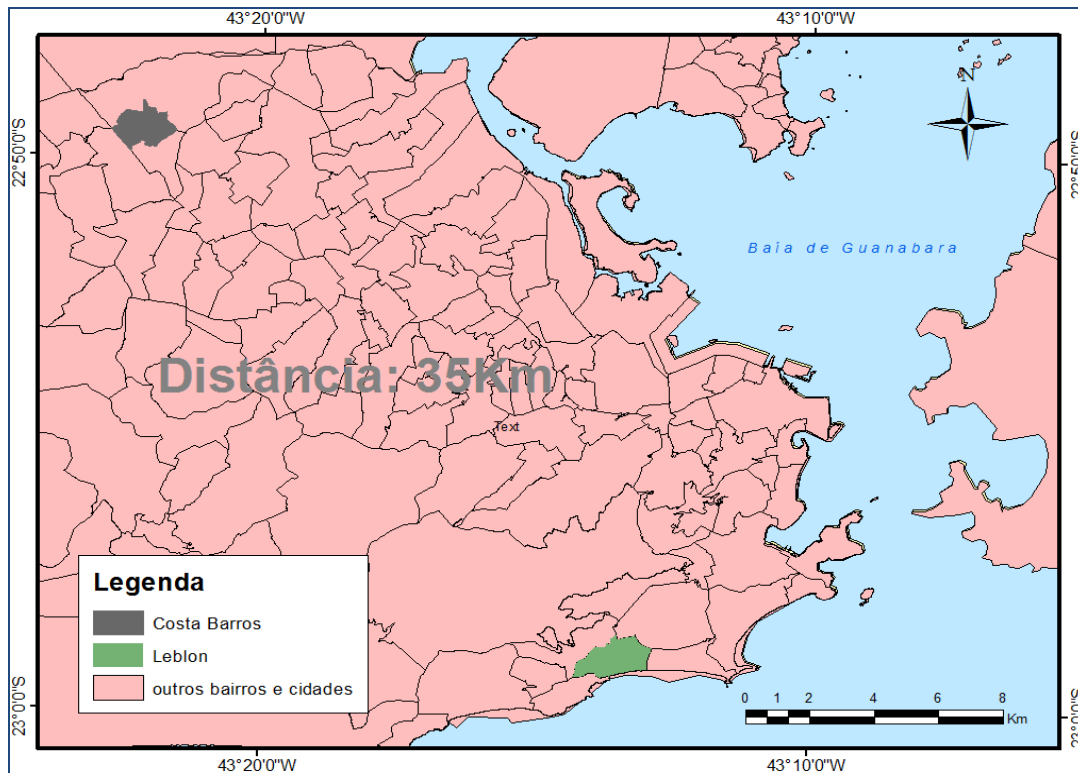 43°20'0"W
43°10'0"W
N
22°50'0"S
22°50'0"S
Baía de Guanabara
Distância: 35Km
Text
Legenda
Costa Barros
Leblon
outros bairros e cidades
0 1 2 4 6 8
Km
23°0'0"S
23°0'0"S
43°20'0"W
43°10'0"W